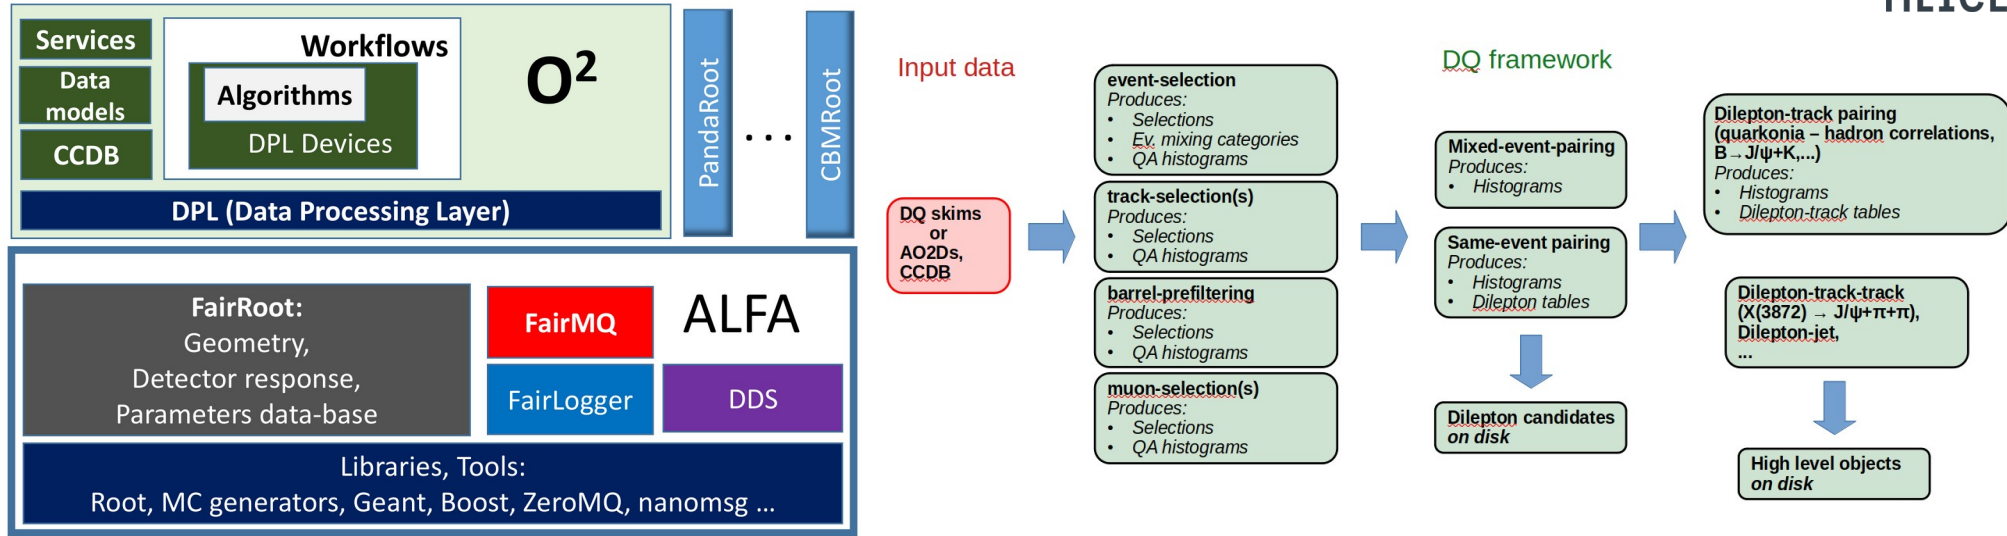 Services
Data
models
CCDB
Workflows
Algorithms
DPL Devices
O²
DPL (Data Processing Layer)
PandaRoot
...
CBMRoot
FairRoot:
Geometry,
Detector response,
Parameters data-base
FairMQ
ALFA
FairLogger
DDS
Libraries, Tools:
Root, MC generators, Geant, Boost, ZeroMQ, nanomsg ...
Input data
DQ skims
or
AO2Ds,
CCDB
event-selection
Produces:
• Selections
• Ev. mixing categories
• QA histograms
track-selection(s)
Produces:
• Selections
• QA histograms
barrel-prefiltering
Produces:
• Selections
• QA histograms
muon-selection(s)
Produces:
• Selections
• QA histograms
DQ framework
Mixed-event-pairing
Produces:
• Histograms
Same-event pairing
Produces:
• Histograms
• Dilepton tables
Dilepton candidates
on disk
Dilepton-track pairing
(quarkonia – hadron correlations,
B→J/ψ+K,...)
Produces:
• Histograms
• Dilepton-track tables
Dilepton-track-track
(X(3872) → J/ψ+π+π),
Dilepton-jet,
...
High level objects
on disk